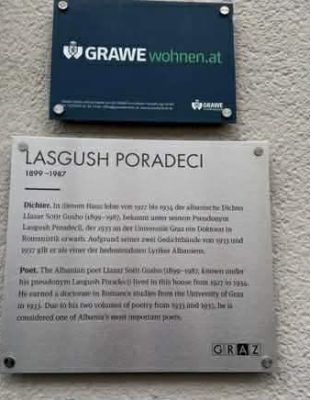 GRAWE wohnen.at
GRAWE
LASGUSH PORADECI
1899–1987
Dichter. In diesem Haus lebte von 1927 bis 1934 der albanische Dichter
Llazar Sotir Gusho (1899–1987), bekannt unter seinem Pseudonym
Lasgush Poradeci, der 1933 an der Universität Graz ein Doktorat in
Romanistik erwarb. Aufgrund seiner zwei Gedichtbände von 1933 und
1937 gilt er als einer der bedeutendsten Lyriker Albaniens.
Poet. The Albanian poet Llazar Sotir Gusho (1899–1987, known under
his pseudonym Lasgush Poradeci) lived in this house from 1927 to 1934.
He earned a doctorate in Romance studies from the University of Graz
in 1933. Due to his two volumes of poetry from 1933 and 1937, he is
considered one of Albania's most important poets.
GRAZ